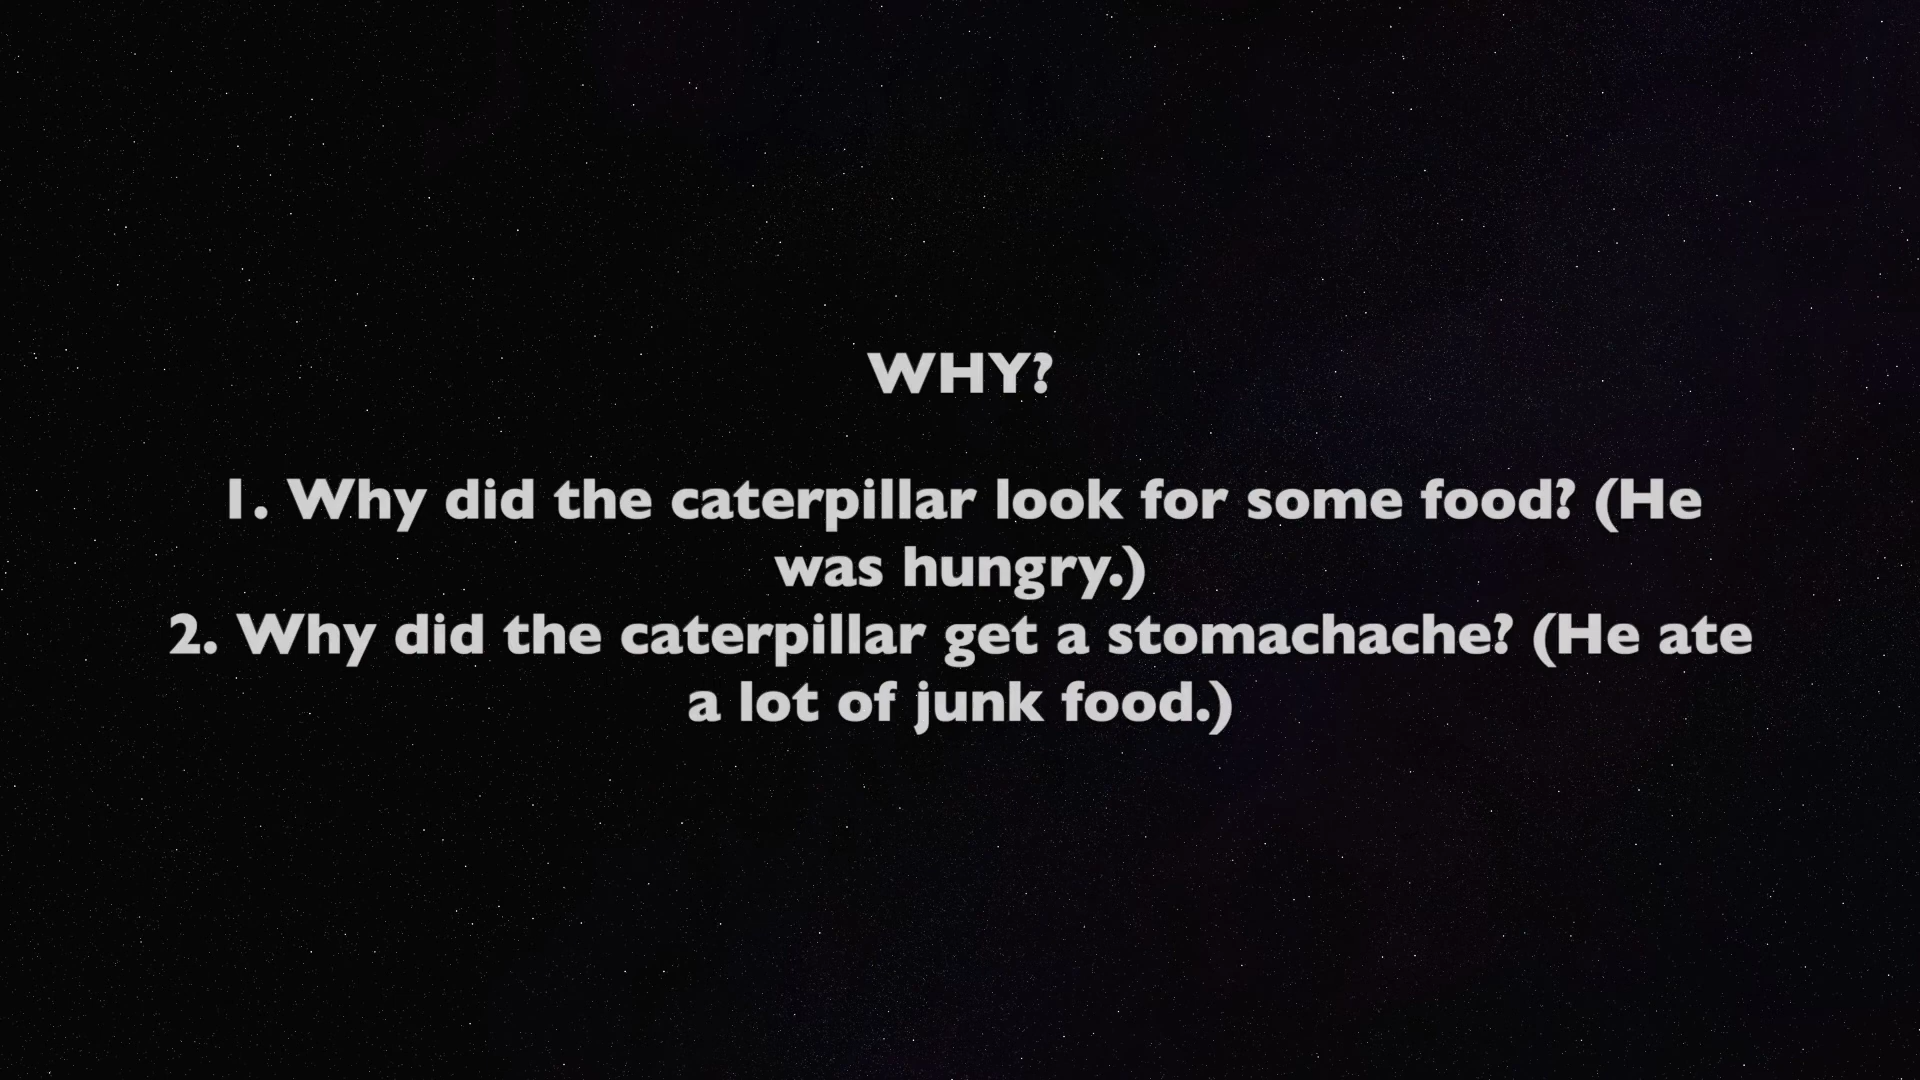 WHY?
1. Why did the caterpillar look for some food? (He
was hungry.)
2. Why did the caterpillar get a stomachache? (He ate
a lot of junk food.)